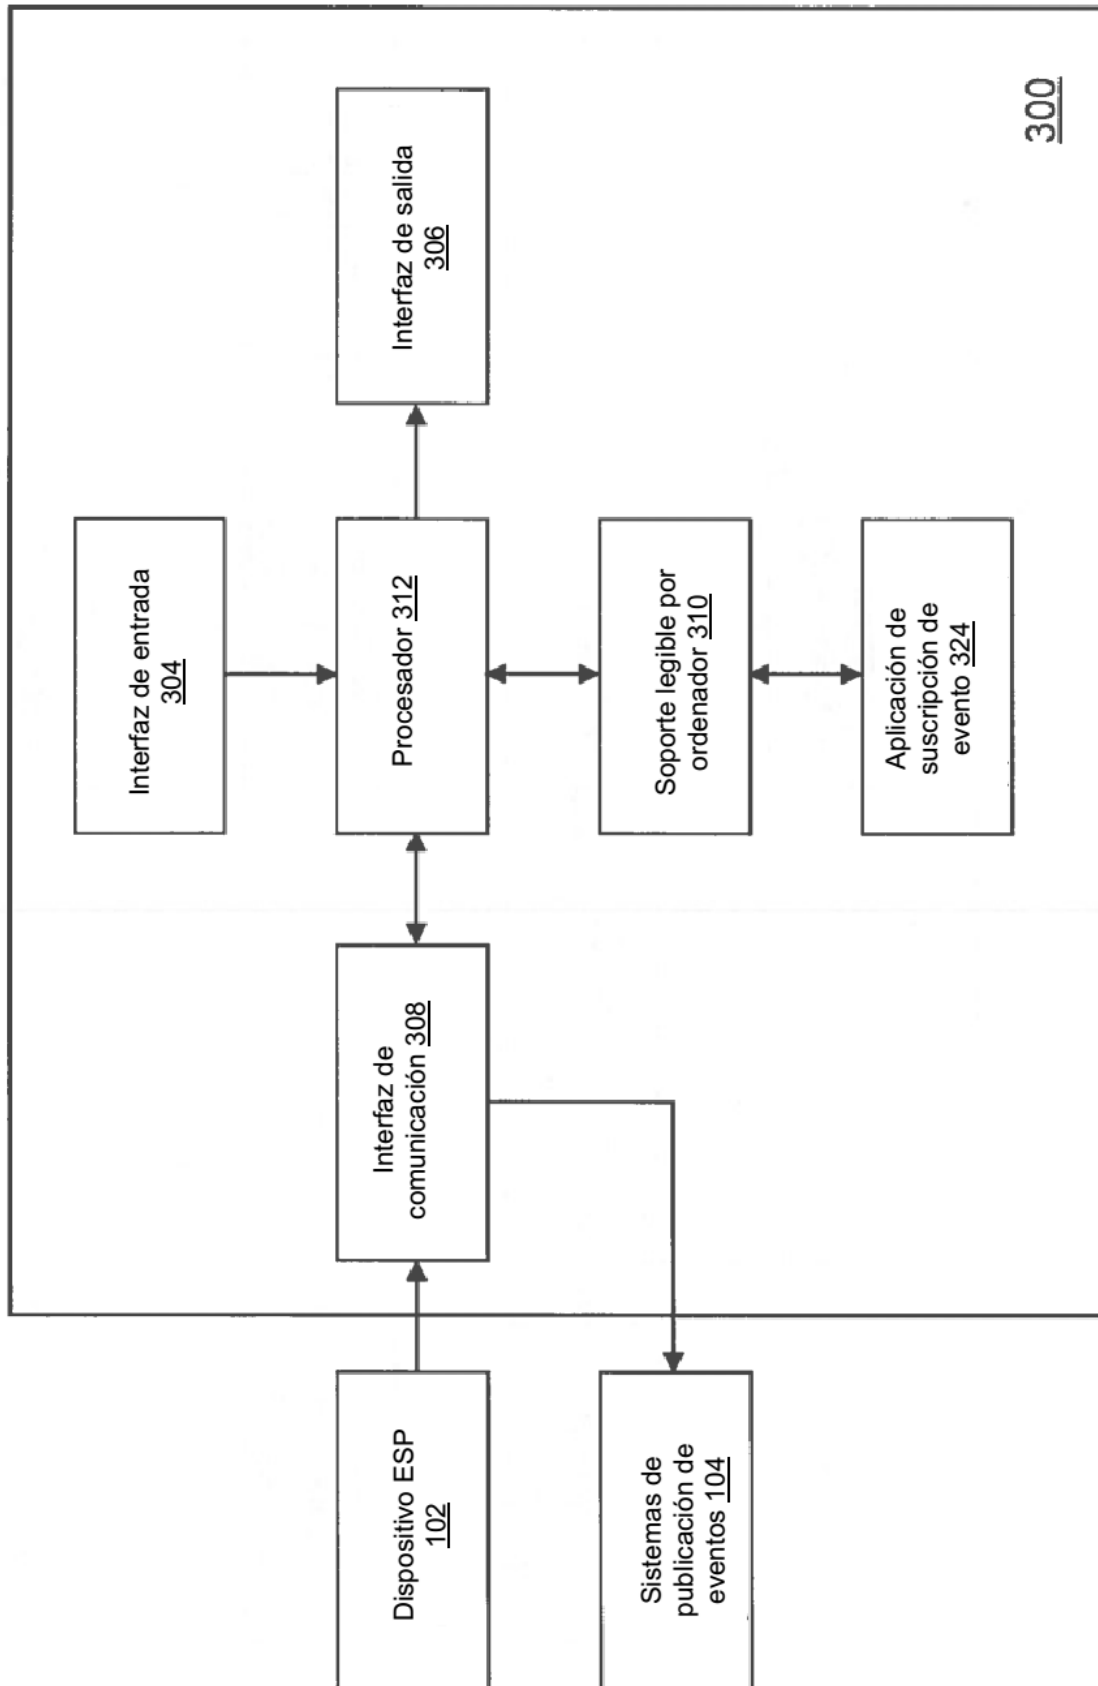 Interfaz de entrada
304
Dispositivo ESP
102
Interfaz de
comunicación 308
Procesador 312
Interfaz de salida
306
Sistemas de
publicación de
eventos 104
Soporte legible por
ordenador 310
Aplicación de
suscripción de
evento 324
300